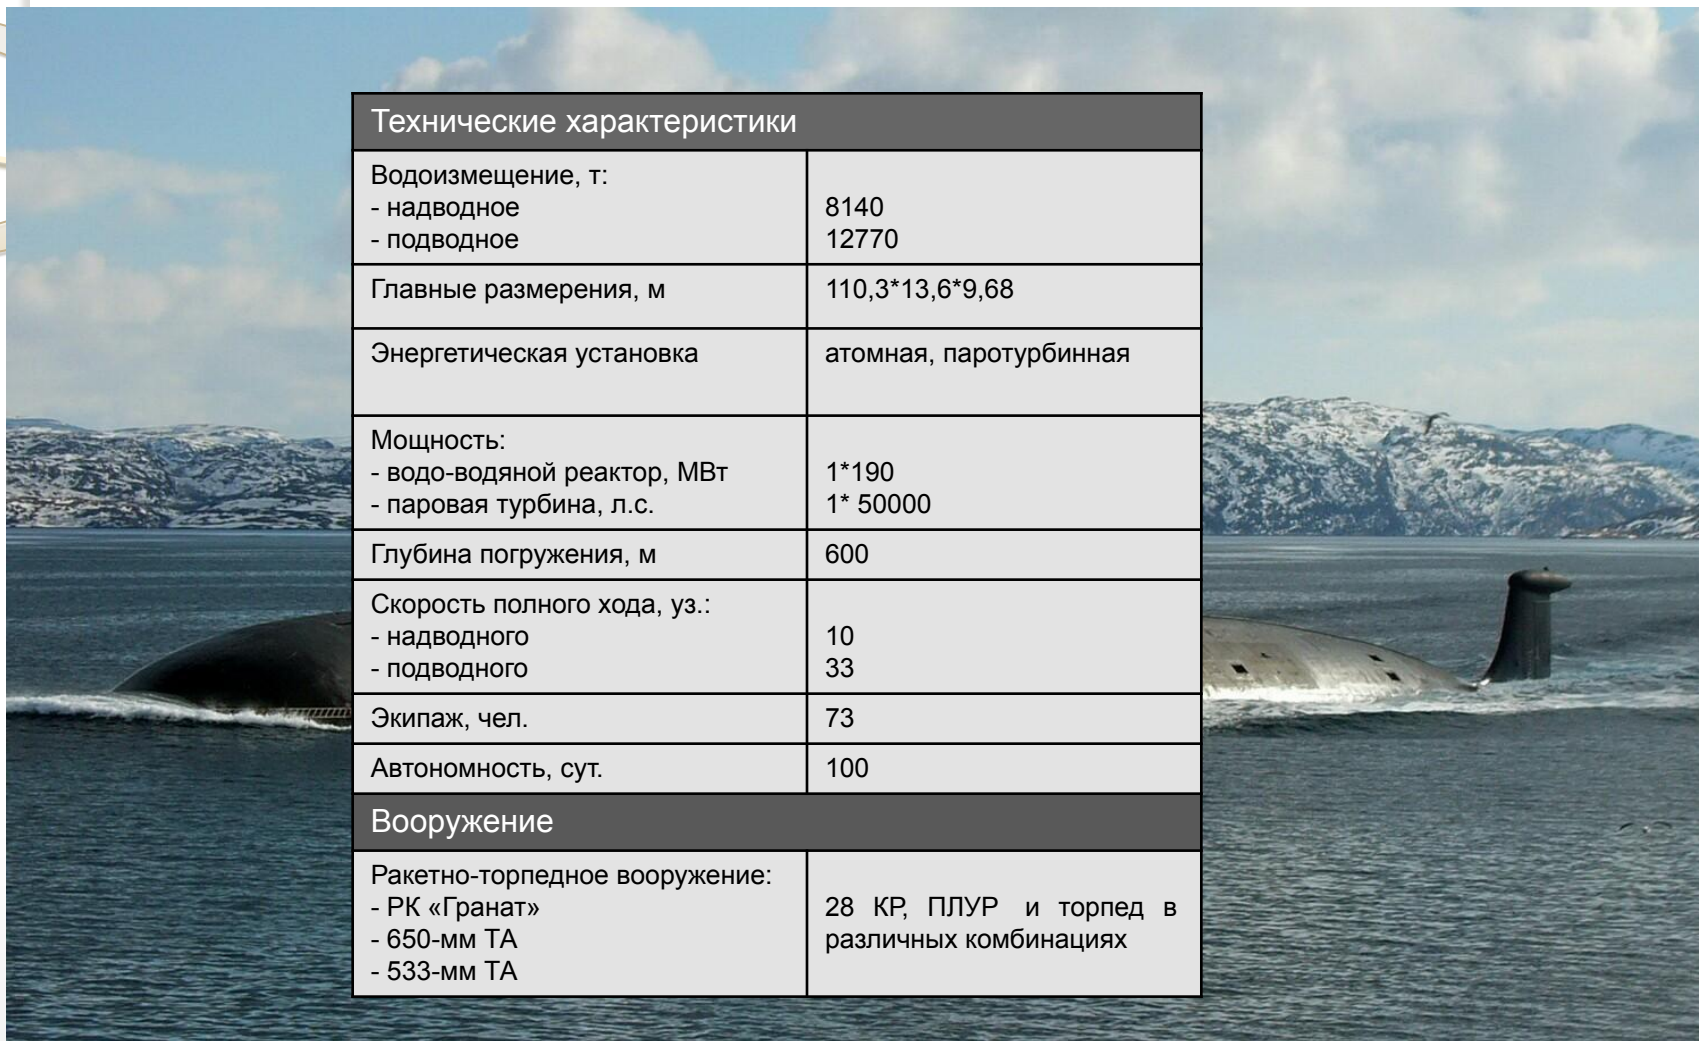 Технические характеристики
Водоизмещение, т:
- надводное 8140
- подводное 12770
Главные размерения, м 110,3*13,6*9,68
Энергетическая установка атомная, паротурбинная
Мощность:
- водо-водяной реактор, МВт 1*190
- паровая турбина, л.с. 1* 50000
Глубина погружения, м 600
Скорость полного хода, уз.:
- надводного 10
- подводного 33
Экипаж, чел. 73
Автономность, сут. 100
Вооружение
Ракетно-торпедное вооружение:
- РК «Гранат» 28 КР, ПЛУР и торпед в
- 650-мм ТА различных комбинациях
- 533-мм ТА